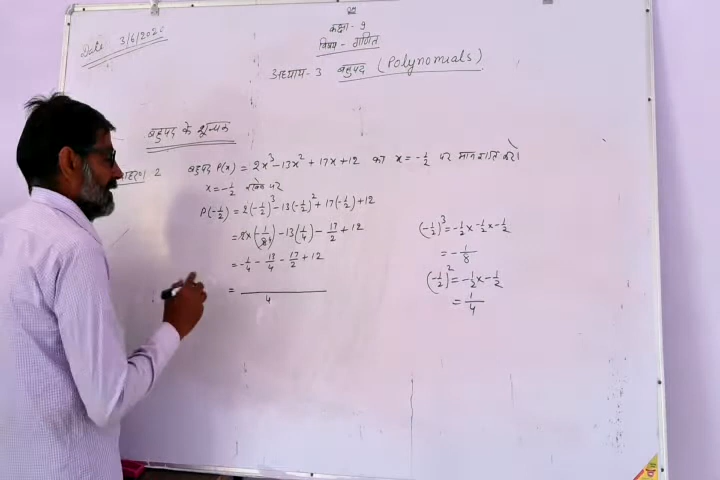 Date 3/6/2020
कक्षा - 9
विषय - गणित
अध्याय - 3 बहुपद (Polynomials)
बहुपद के शून्यक
2 बहुपद P(x) = 2x³ - 13x² + 17x + 12 का x = -1/2 पर मान ज्ञात करो।
x = -1/2 रखने पर
P(-1/2) = 2(-1/2)³ - 13(-1/2)² + 17(-1/2) + 12
= 2 × (-1/8) - 13(1/4) - 17/2 + 12
= -1/4 - 13/4 - 17/2 + 12
= ——— 4
(-1/2)³ = -1/2 × -1/2 × -1/2
= -1/8
(-1/2)² = -1/2 × -1/2
= 1/4